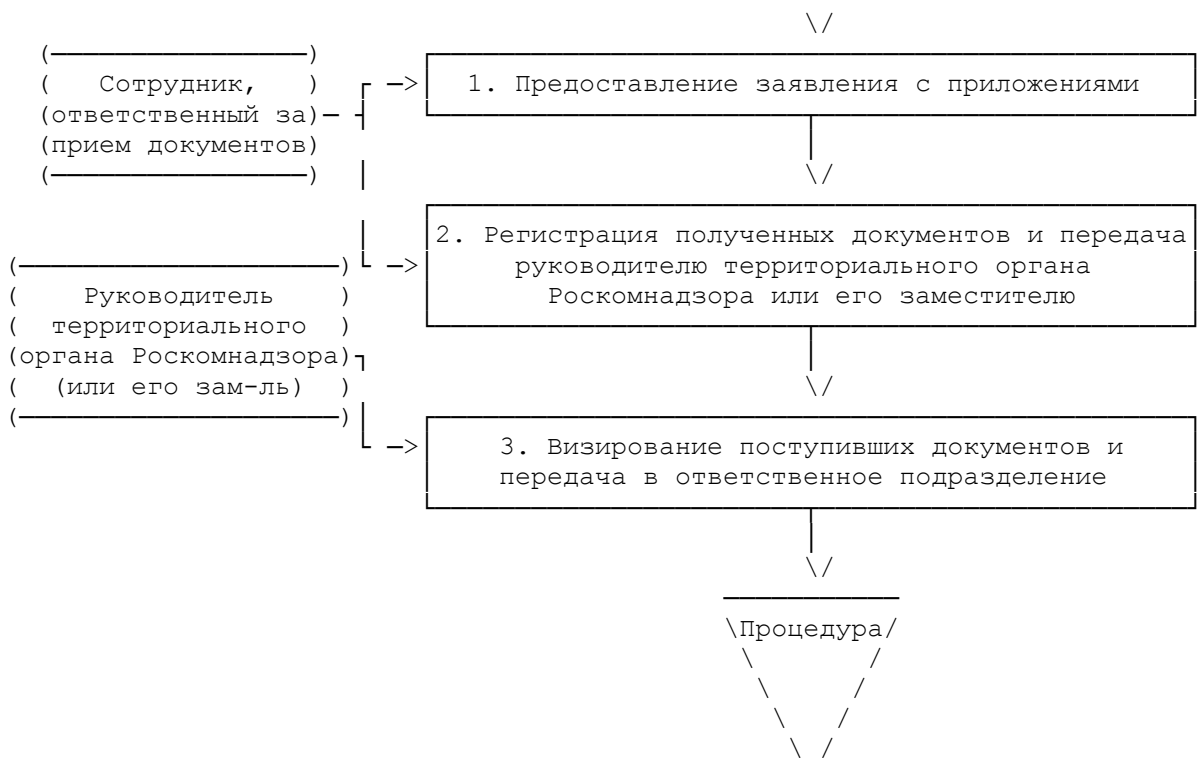 Сотрудник,
ответственный за
прием документов
1. Предоставление заявления с приложениями
2. Регистрация полученных документов и передача
руководителю территориального органа
Роскомнадзора или его заместителю
Руководитель
территориального
органа Роскомнадзора
(или его зам-ль)
3. Визирование поступивших документов и
передача в ответственное подразделение
Процедура